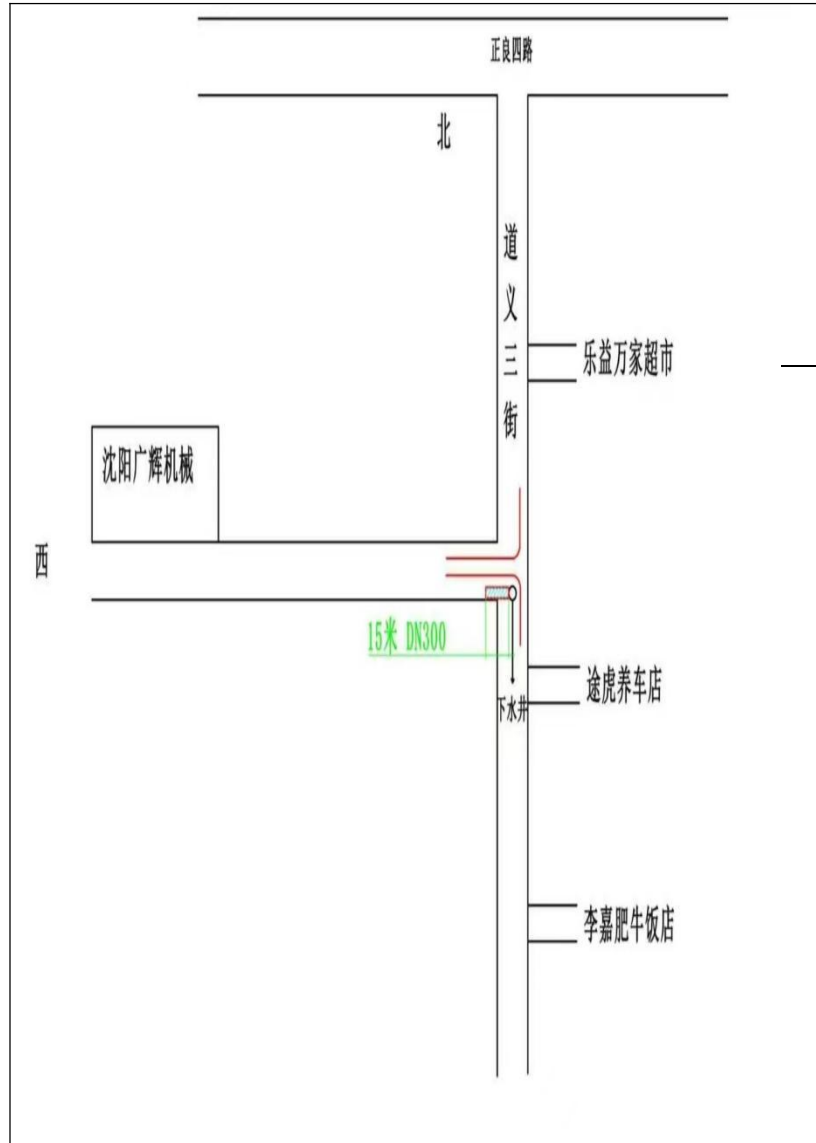 正良四路
北
道义三街
乐益万家超市
沈阳广辉机械
西
15米 DN300
途虎养车店
下水井
李嘉肥牛饭店